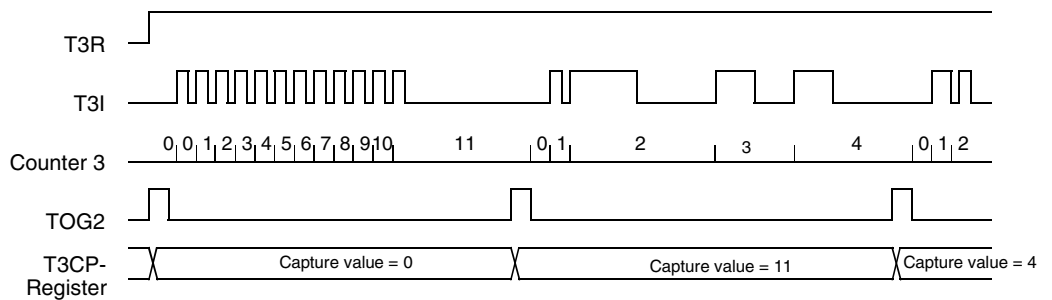 T3R
T3I
0 0 1 2 3 4 5 6 7 8 9 10 11 0 1 2 3 4 0 1 2
Counter 3
TOG2
T3CP-
Register
Capture value = 0
Capture value = 11
Capture value = 4